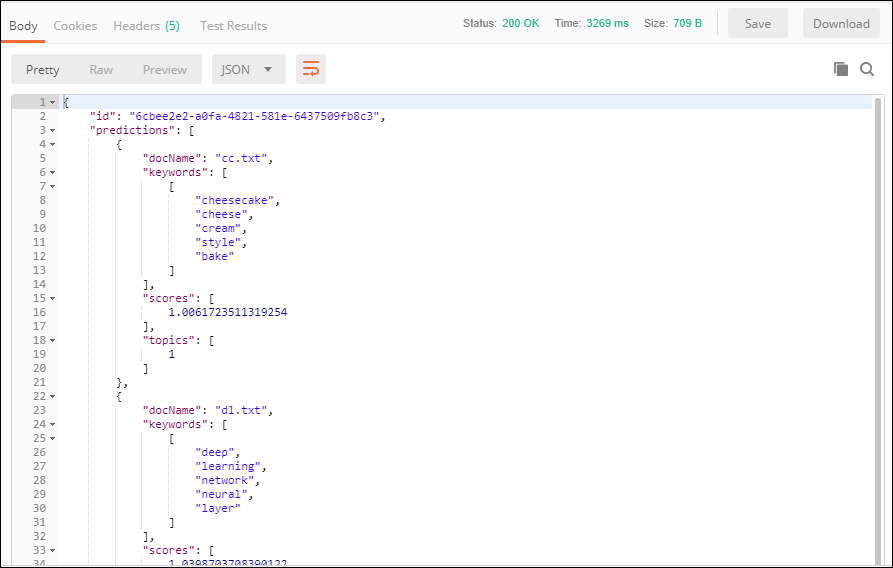 Body Cookies Headers (5) Test Results Status: 200 OK Time: 3269 ms Size: 709 B Save Download
Pretty Raw Preview JSON
1 {
2 "id": "6cbee2e2-a0fa-4821-581e-6437509fb8c3",
3 "predictions": [
4 {
5 "docName": "cc.txt",
6 "keywords": [
7 [
8 "cheesecake",
9 "cheese",
10 "cream",
11 "style",
12 "bake"
13 ]
14 ],
15 "scores": [
16 1.0061723511319254
17 ],
18 "topics": [
19 1
20 ]
21 },
22 {
23 "docName": "dl.txt",
24 "keywords": [
25 [
26 "deep",
27 "learning",
28 "network",
29 "neural",
30 "layer"
31 ]
32 ],
33 "scores": [
34 1.0398703708390122